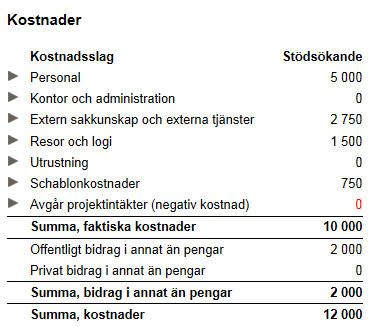 Kostnader
Kostnadsslag Stödsökande
Personal 5 000
Kontor och administration 0
Extern sakkunskap och externa tjänster 2 750
Resor och logi 1 500
Utrustning 0
Schablonkostnader 750
Avgår projektintäkter (negativ kostnad) 0
Summa, faktiska kostnader 10 000
Offentligt bidrag i annat än pengar 2 000
Privat bidrag i annat än pengar 0
Summa, bidrag i annat än pengar 2 000
Summa, kostnader 12 000